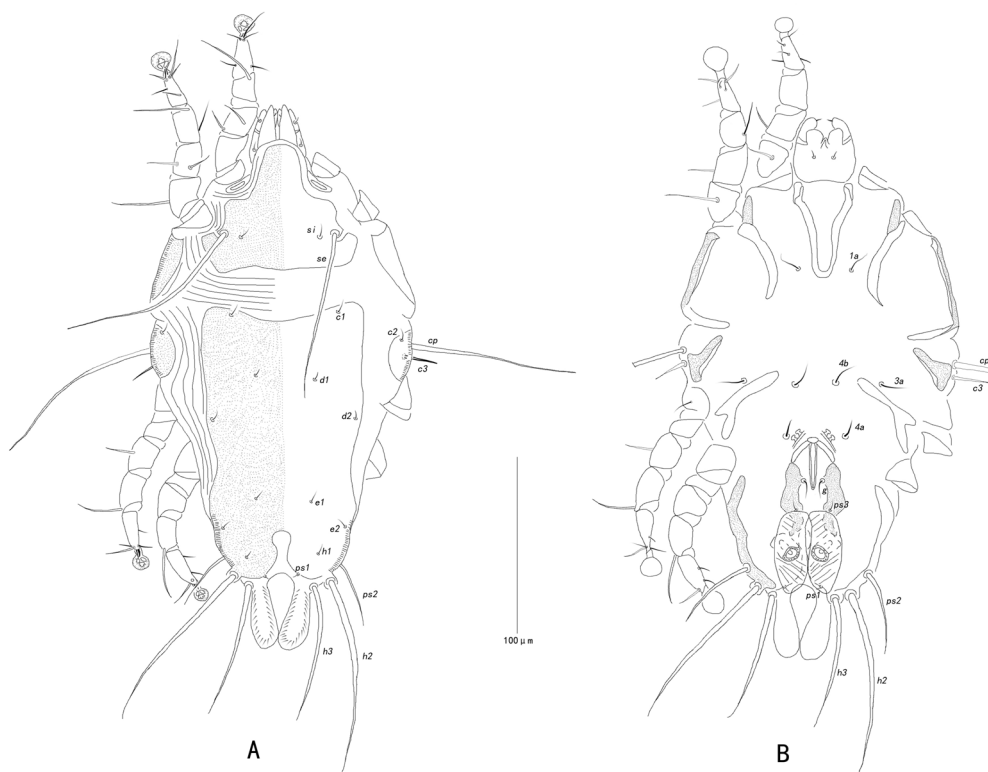 si
se
1a
c1
c2
cp
c3
cp
c3
d1
4b
3a
d2
4a
e1
g
ps3
e2
h1
ps1
ps1
ps2
ps2
100 μm
h3
h2
h3
h2
A
B